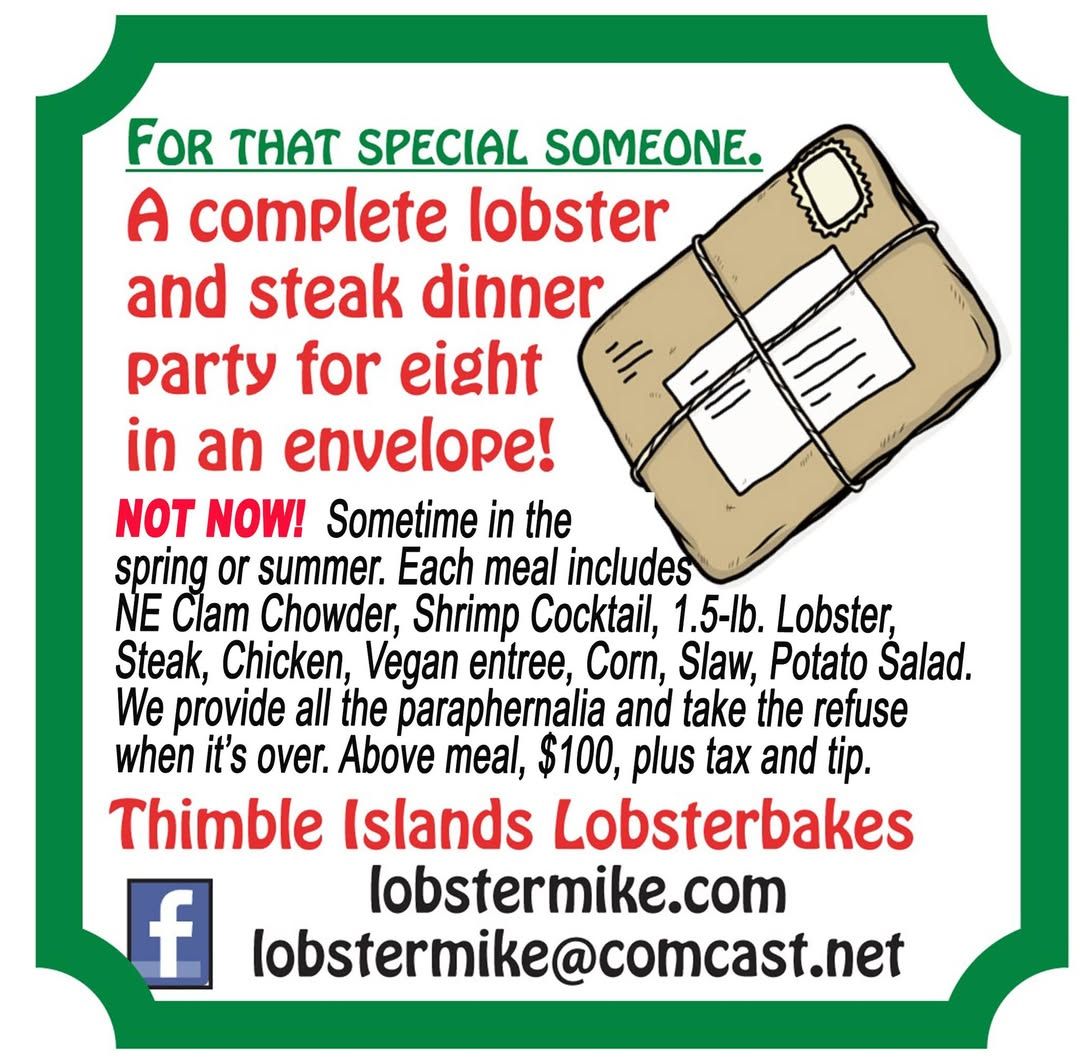 FOR THAT SPECIAL SOMEONE.
A complete lobster
and steak dinner
party for eight
in an envelope!
NOT NOW! Sometime in the
spring or summer. Each meal includes
NE Clam Chowder, Shrimp Cocktail, 1.5-lb. Lobster,
Steak, Chicken, Vegan entree, Corn, Slaw, Potato Salad.
We provide all the paraphernalia and take the refuse
when it's over. Above meal, $100, plus tax and tip.
Thimble Islands Lobsterbakes
lobstermike.com
f
lobstermike@comcast.net